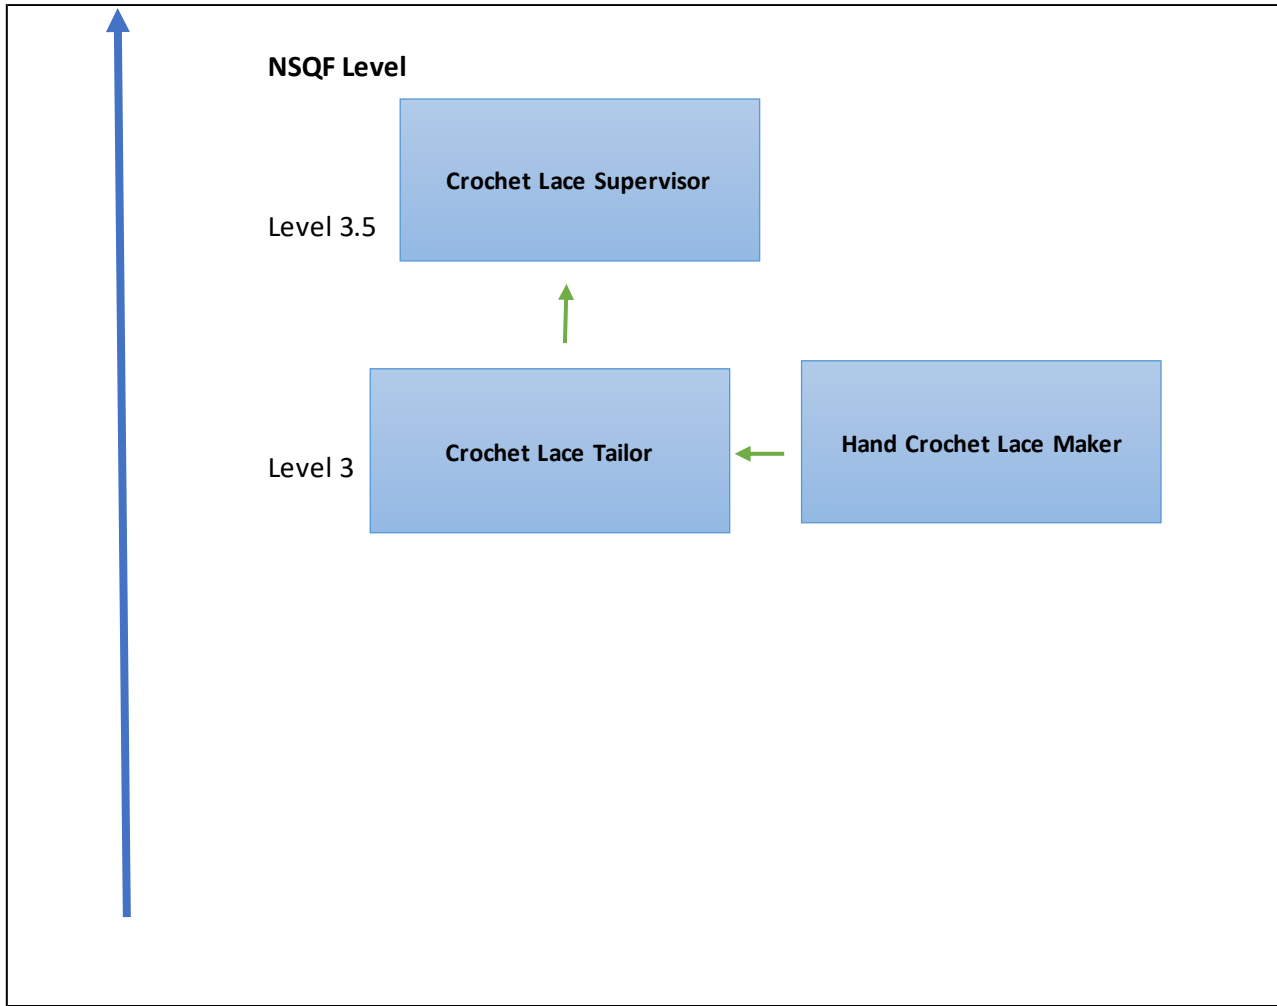 NSQF Level
Crochet Lace Supervisor
Level 3.5
Crochet Lace Tailor
Hand Crochet Lace Maker
Level 3